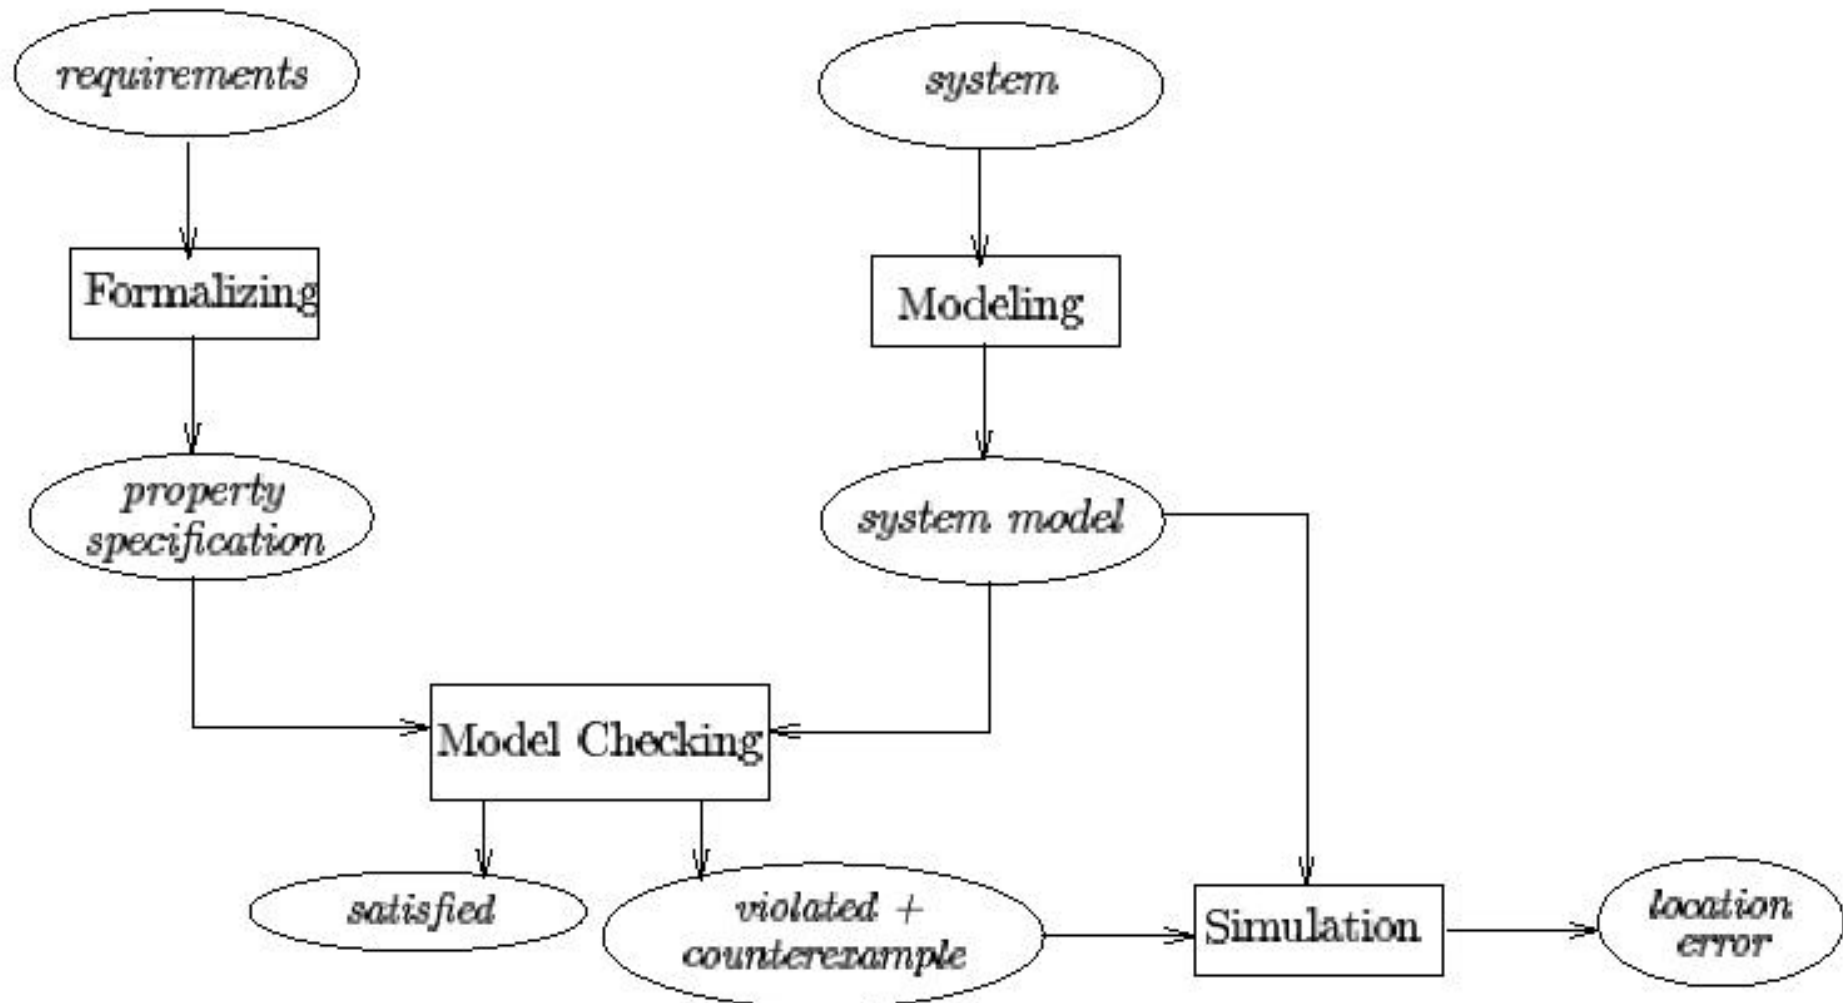 requirements
system
Formalizing
Modeling
property
specification
system model
Model Checking
satisfied
violated +
counterexample
Simulation
location
error